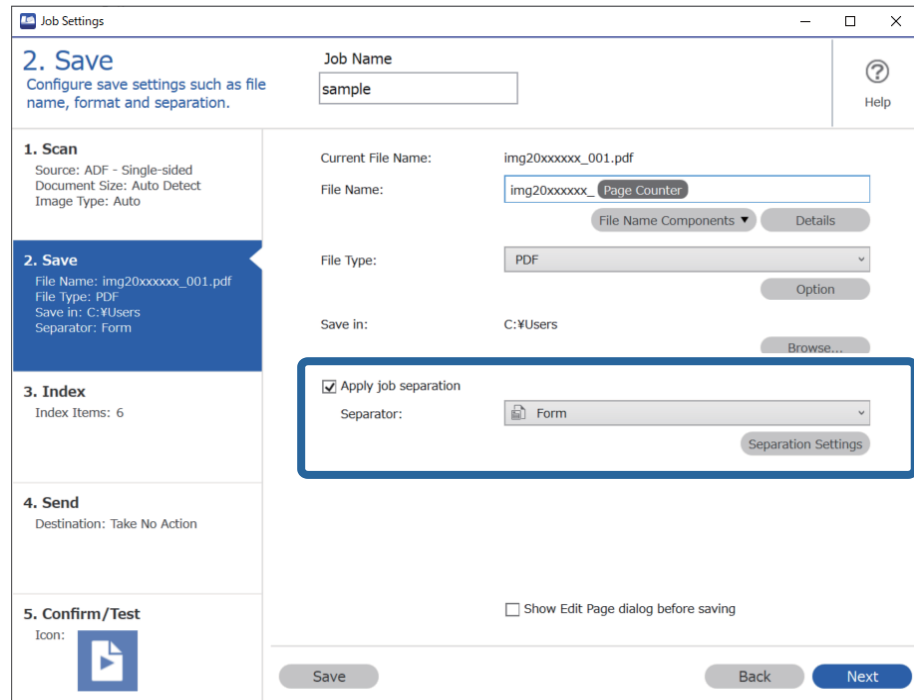 Job Settings
2. Save
Configure save settings such as file
name, format and separation.
Job Name
sample
Help
1. Scan
Source: ADF - Single-sided
Document Size: Auto Detect
Image Type: Auto
2. Save
File Name: img20xxxxxx_001.pdf
File Type: PDF
Save in: C:¥Users
Separator: Form
3. Index
Index Items: 6
4. Send
Destination: Take No Action
5. Confirm/Test
Icon:
Current File Name: img20xxxxxx_001.pdf
File Name: img20xxxxxx_ Page Counter
File Name Components ▼ Details
File Type: PDF
Option
Save in: C:¥Users
Browse...
Apply job separation
Separator: Form
Separation Settings
Show Edit Page dialog before saving
Save Back Next